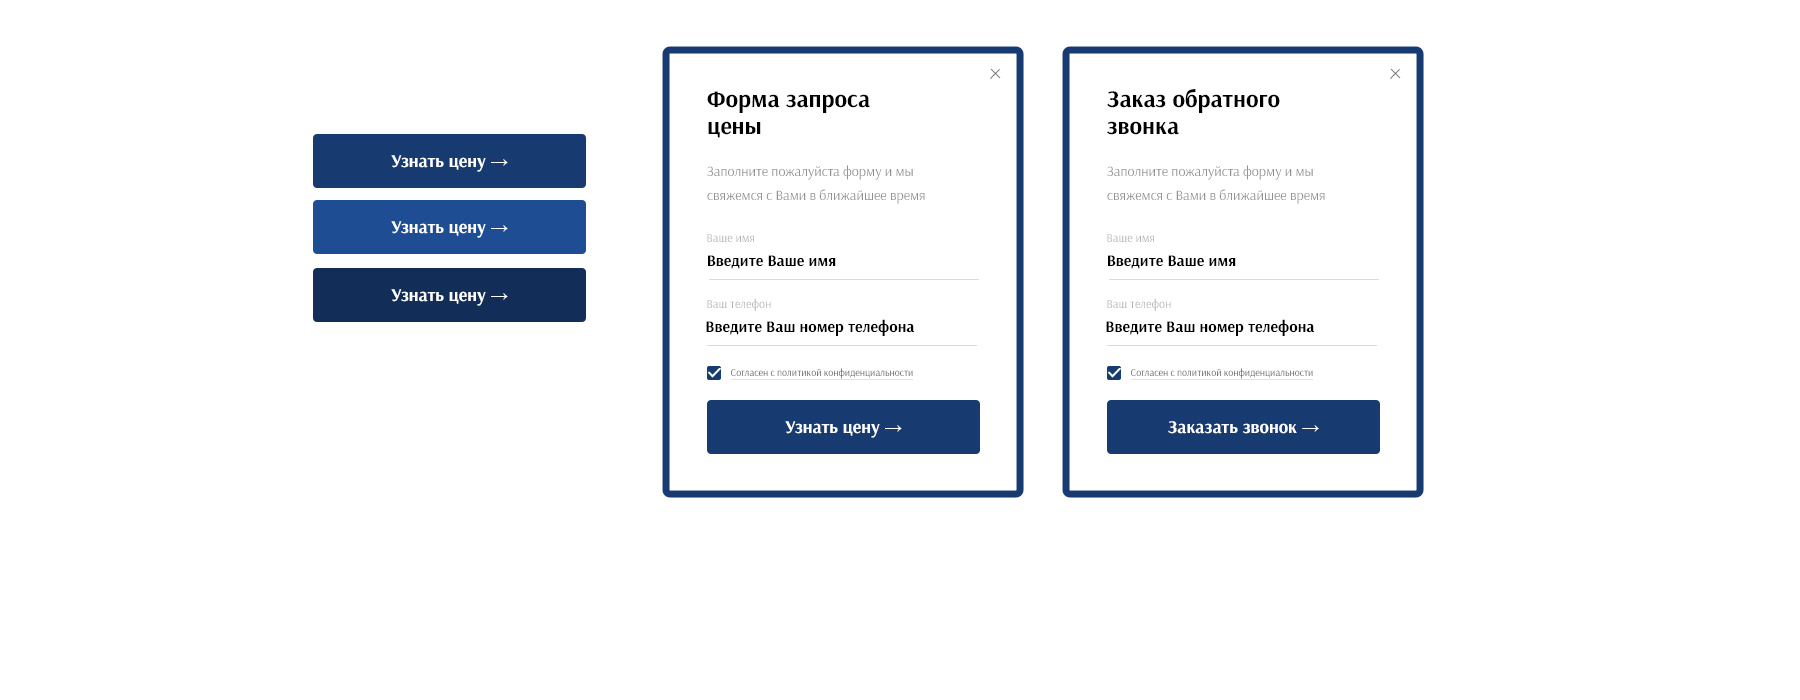 Узнать цену →
Узнать цену →
Узнать цену →
Форма запроса
цены
Заполните пожалуйста форму и мы
свяжемся с Вами в ближайшее время
Ваше имя
Введите Ваше имя
Ваш телефон
Введите Ваш номер телефона
Согласен с политикой конфиденциальности
Узнать цену →
Заказ обратного
звонка
Заполните пожалуйста форму и мы
свяжемся с Вами в ближайшее время
Ваше имя
Введите Ваше имя
Ваш телефон
Введите Ваш номер телефона
Согласен с политикой конфиденциальности
Заказать звонок →